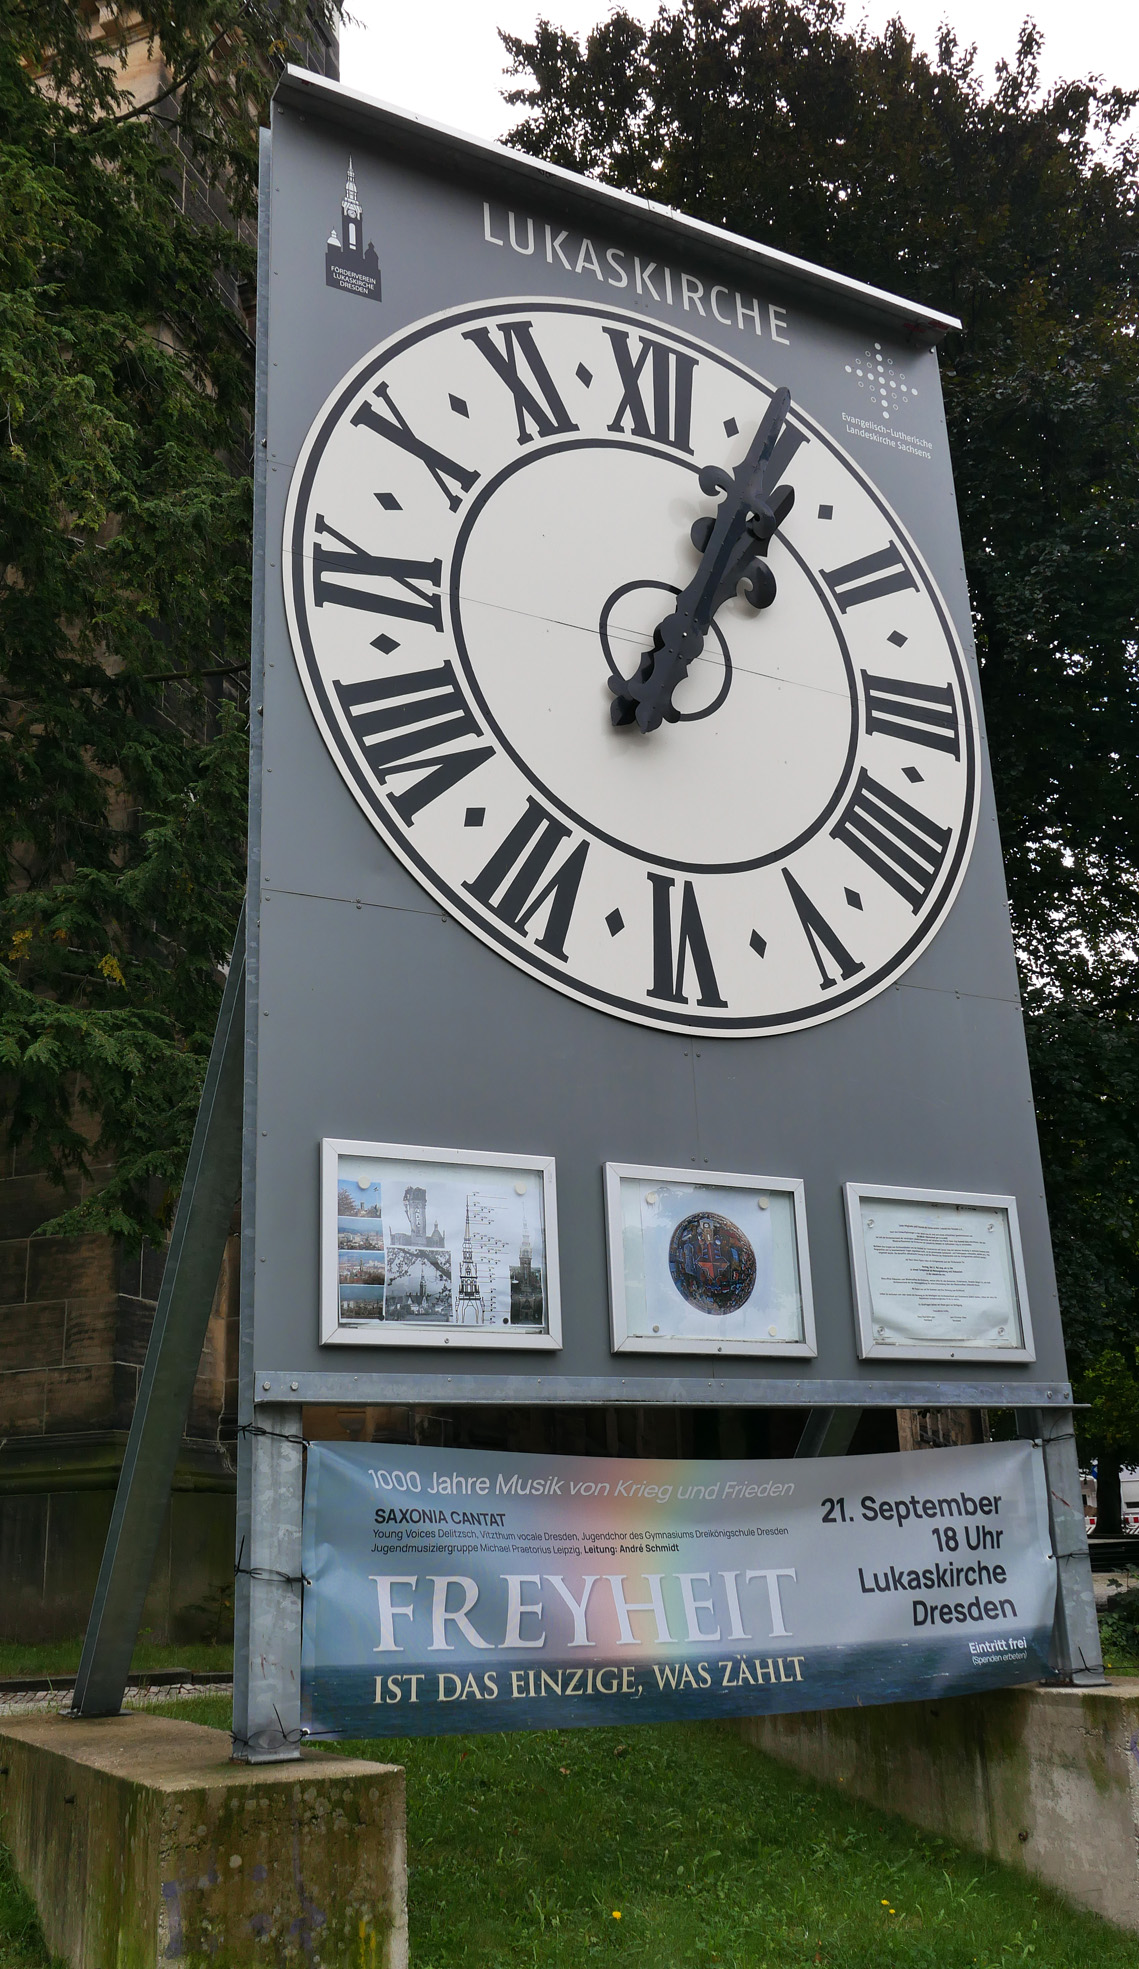 LUKASKIRCHE
FÖRDERVEREIN
LUKASKIRCHE
DRESDEN
Evangelisch-Lutherische
Landeskirche Sachsens
XII
I
II
III
IIII
V
VI
VII
VIII
IX
X
XI
1000 Jahre Musik von Krieg und Frieden
SAXONIA CANTAT
Young Voices Delitzsch, Vitzthum vocale Dresden, Jugendchor des Gymnasiums Dreikönigschule Dresden
Jugendmusiziergruppe Michael Praetorius Leipzig, Leitung: André Schmidt
FREYHEIT
IST DAS EINZIGE, WAS ZÄHLT
21. September
18 Uhr
Lukaskirche
Dresden
Eintritt frei
(Spenden erbeten)